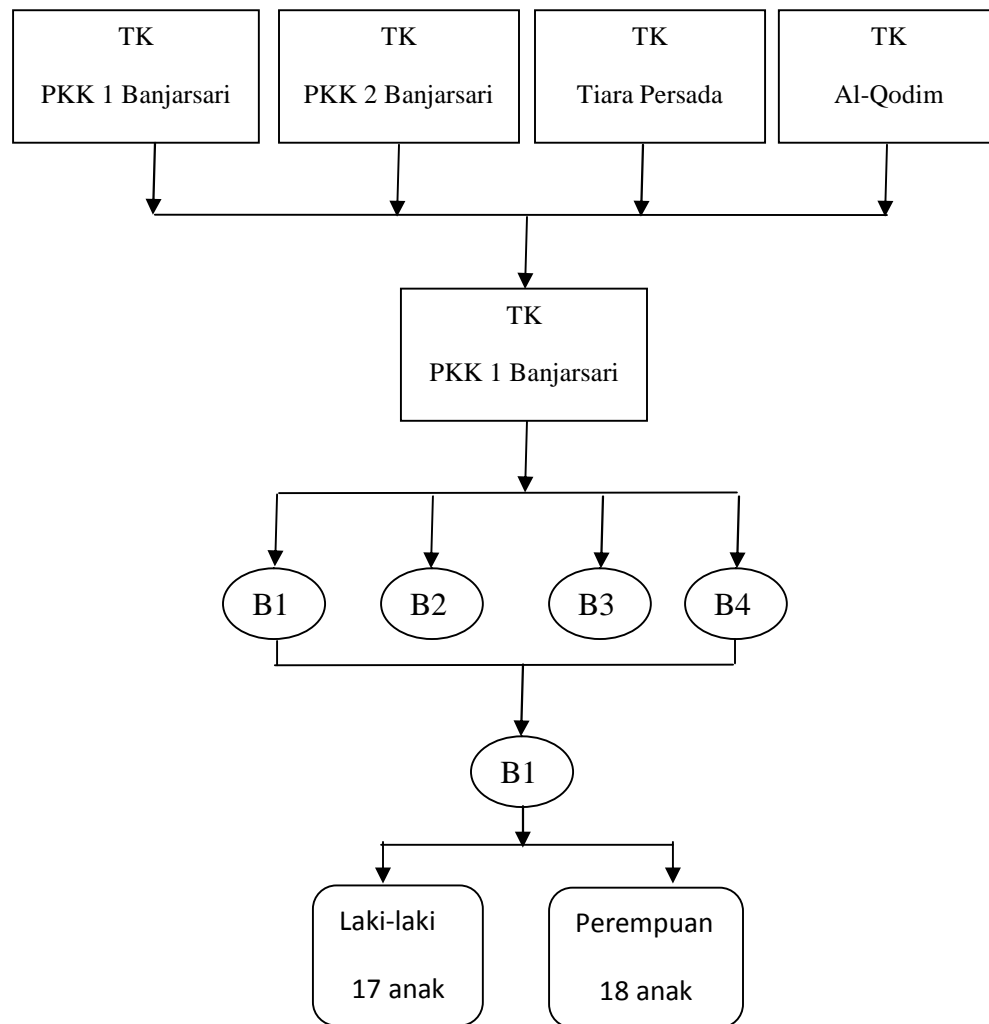 TK
PKK 1 Banjarsari
TK
PKK 2 Banjarsari
TK
Tiara Persada
TK
Al-Qodim
TK
PKK 1 Banjarsari
B1
B2
B3
B4
B1
Laki-laki
17 anak
Perempuan
18 anak